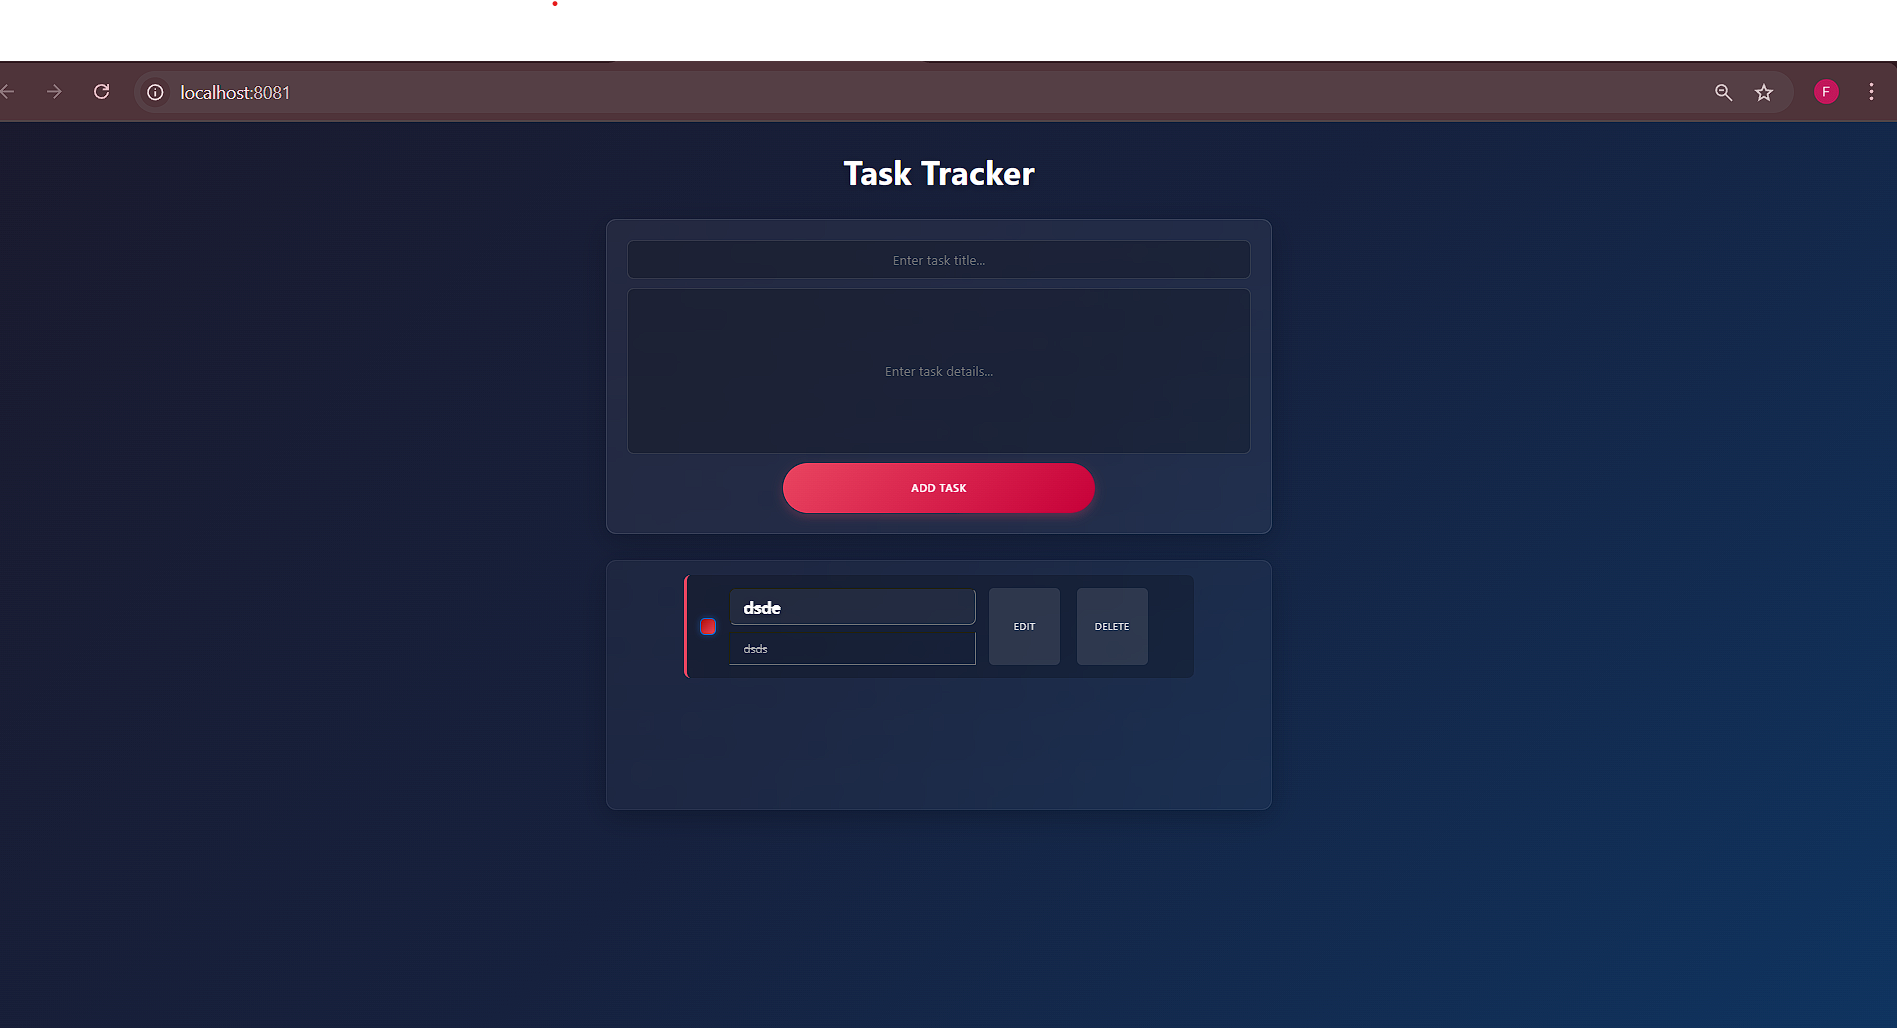 localhost:8081
F
Task Tracker
Enter task title...
Enter task details...
ADD TASK
dsde
dsds
EDIT
DELETE